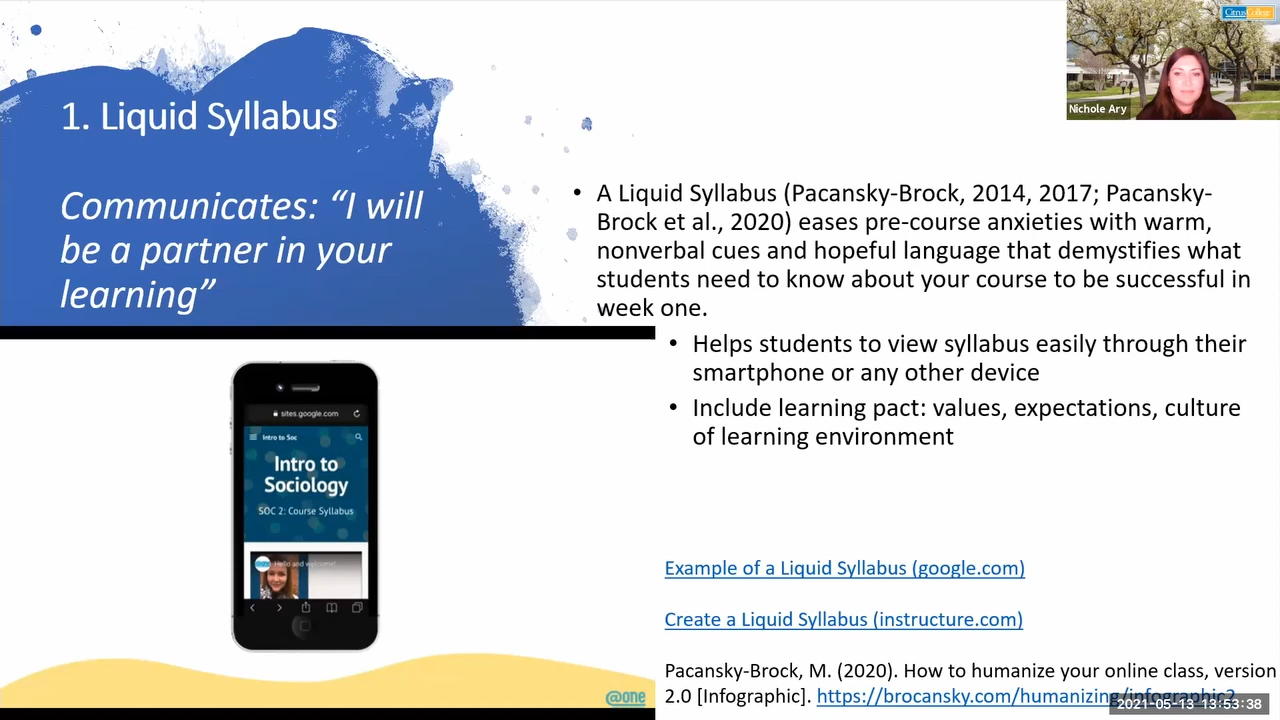 1. Liquid Syllabus
Communicates: “I will
be a partner in your
learning”
CitrusCollege
Nichole Ary
• A Liquid Syllabus (Pacansky-Brock, 2014, 2017; Pacansky-
Brock et al., 2020) eases pre-course anxieties with warm,
nonverbal cues and hopeful language that demystifies what
students need to know about your course to be successful in
week one.
• Helps students to view syllabus easily through their
smartphone or any other device
• Include learning pact: values, expectations, culture
of learning environment
sites.google.com
Intro to Soc
Intro to
Sociology
SOC 2: Course Syllabus
Hello and welcome!
@one
Example of a Liquid Syllabus (google.com)
Create a Liquid Syllabus (instructure.com)
Pacansky-Brock, M. (2020). How to humanize your online class, version
2.0 [Infographic]. https://brocansky.com/humanizing/infographic2
2021-05-13 13:53:38